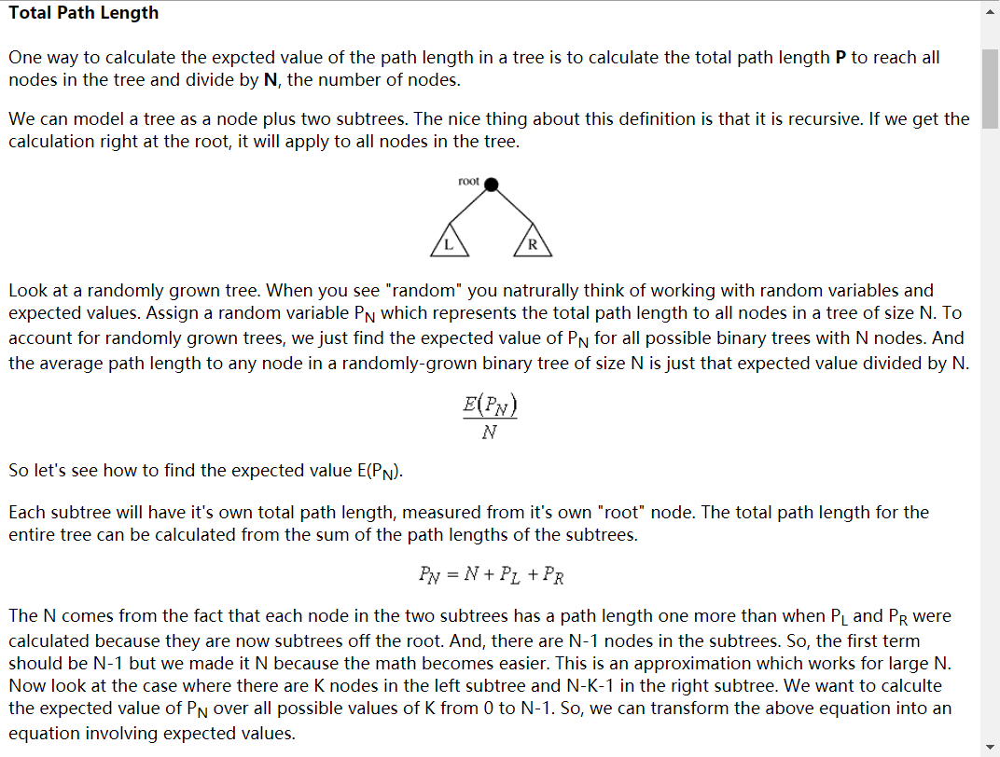 Total Path Length
One way to calculate the expcted value of the path length in a tree is to calculate the total path length P to reach all
nodes in the tree and divide by N, the number of nodes.
We can model a tree as a node plus two subtrees. The nice thing about this definition is that it is recursive. If we get the
calculation right at the root, it will apply to all nodes in the tree.
root
L R
Look at a randomly grown tree. When you see "random" you natrurally think of working with random variables and
expected values. Assign a random variable P_N which represents the total path length to all nodes in a tree of size N. To
account for randomly grown trees, we just find the expected value of P_N for all possible binary trees with N nodes. And
the average path length to any node in a randomly-grown binary tree of size N is just that expected value divided by N.
E(P_N)
N
So let's see how to find the expected value E(P_N).
Each subtree will have it's own total path length, measured from it's own "root" node. The total path length for the
entire tree can be calculated from the sum of the path lengths of the subtrees.
P_N = N + P_L + P_R
The N comes from the fact that each node in the two subtrees has a path length one more than when P_L and P_R were
calculated because they are now subtrees off the root. And, there are N-1 nodes in the subtrees. So, the first term
should be N-1 but we made it N because the math becomes easier. This is an approximation which works for large N.
Now look at the case where there are K nodes in the left subtree and N-K-1 in the right subtree. We want to calculte
the expected value of P_N over all possible values of K from 0 to N-1. So, we can transform the above equation into an
equation involving expected values.